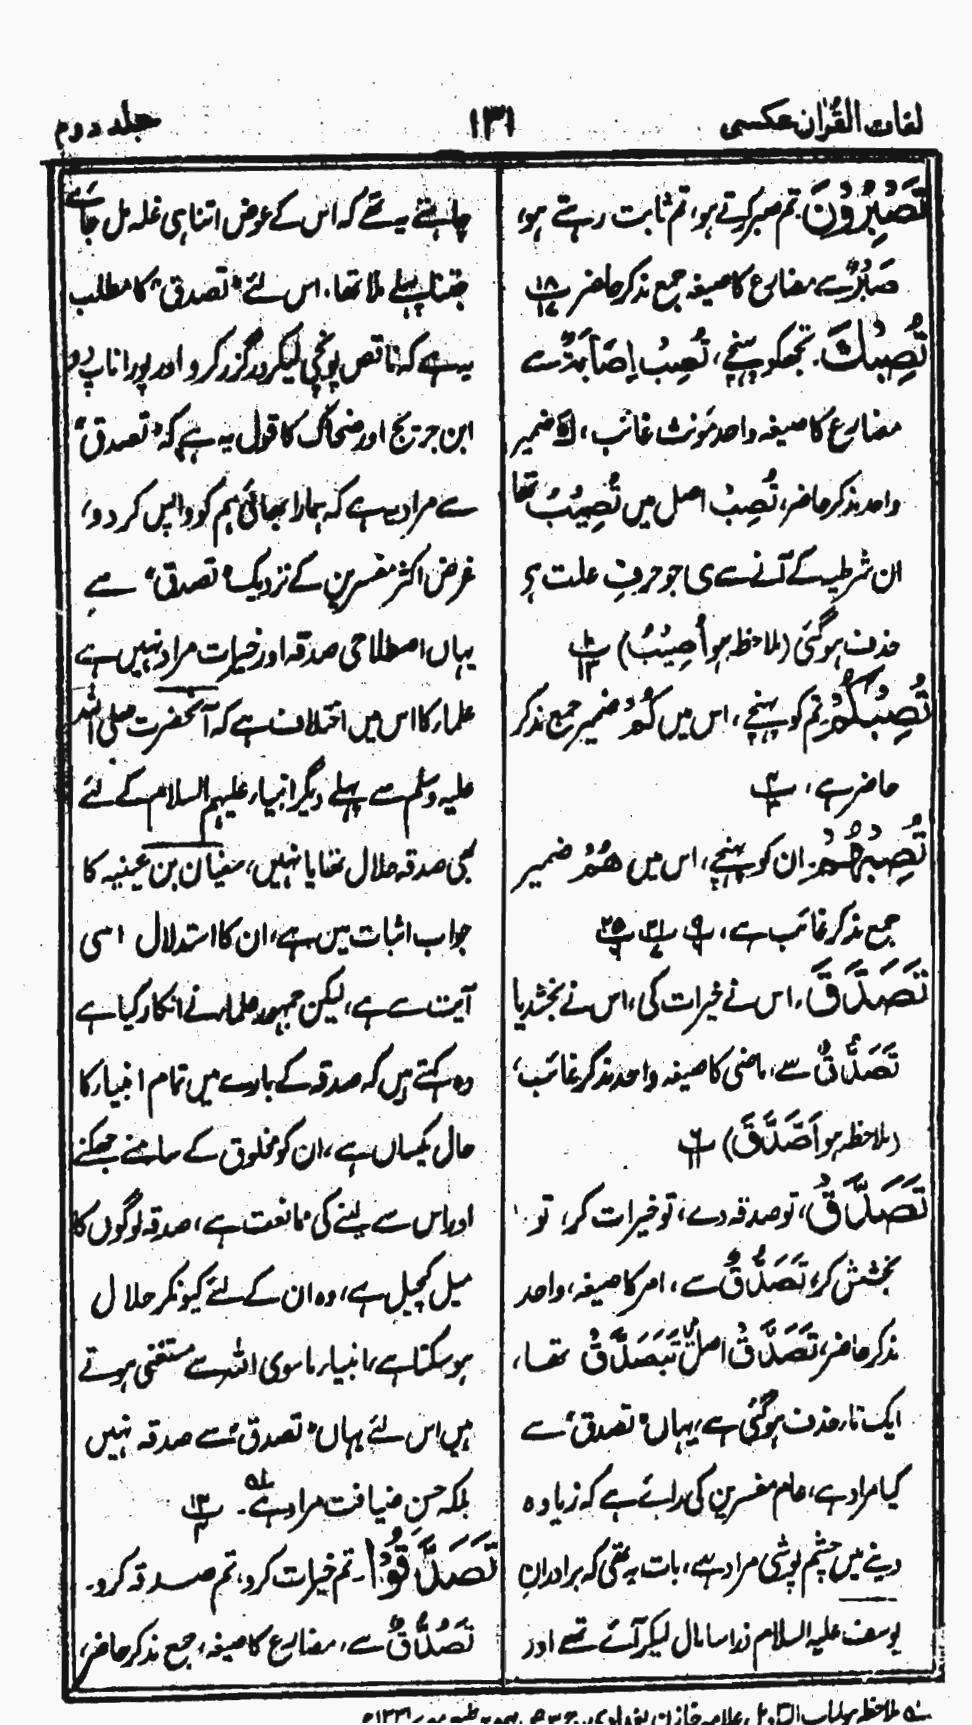 لغات القرآن عکسی
۱۳۱
جلد دوم
تَصْبِرُوْنَ۔ تم صبر کرتے ہو، تم ثابت رہتے ہو،
صَبْرٌ سے مضارع کا صیغہ جمع مذکر حاضر
تُصِبْكَ۔ تجھ کو پہنچے، تُصِبْ اِصَابَۃٌ سے
مضارع کا صیغہ واحد مؤنث غائب، كَ ضمیر
واحد مذکر حاضر، تُصِبْ اصل میں تُصِيْبُ تھا
ان شرطیہ کے آنے سے ی جو حرفِ علت ہے
حذف ہوگئی (ملاحظہ ہو اُصِيْبُ)
تُصِبْكُمْ۔ تم کو پہنچے، اس میں كُمْ ضمیر جمع مذکر
حاضر ہے،
تُصِبْهُمْ۔ ان کو پہنچے، اس میں هُمْ ضمیر
جمع مذکر غائب ہے،
تَصَدَّقَ۔ اس نے خیرات کی، اس نے بخشدیا
تَصَدُّقٌ سے، ماضی کا صیغہ واحد مذکر غائب،
(ملاحظہ ہو اَصَّدَّقَ)
تَصَدَّقْ، تو صدقہ دے، تو خیرات کر، تو
بخشش کر، تَصَدُّقٌ سے، امر کا صیغہ، واحد
مذکر حاضر، تَصَدَّقْ اصل تَتَصَدَّقْ تھا،
ایک تار حذف ہوگئی ہے، یہاں "تصدق" سے
کیا مراد ہے، عام مفسرین کی رائے ہے کہ زیادہ
دینے میں چشم پوشی مراد ہے، بات یہ تھی کہ برادرانِ
یوسف علیہ السلام ذرا سا مال لیکر آئے تھے اور
چاہتے یہ تھے کہ اس کے عوض اتنا ہی غلہ مل جائے
جتنا پہلے ملا تھا، اس لئے "تصدق" کا مطلب
یہ ہے کہ ناقص پونجی لیکر درگزر کرو اور پورا ناپ دو
ابن جریج اور ضحاک کا قول یہ ہے کہ "تصدق"
سے مراد یہ ہے کہ ہمارا بھائی ہم کو واپس کر دو،
غرض اکثر مفسرین کے نزدیک "تصدق" سے
یہاں اصطلاحی صدقہ اور خیرات مراد نہیں ہے
علماء کا اس میں اختلاف ہے کہ آنحضرت صلی اللہ
علیہ وسلم سے پہلے دیگر انبیاء علیہم السلام کے لئے
بھی صدقہ حلال تھا یا نہیں، سفیان بن عیینہ کا
جواب اثبات میں ہے، ان کا استدلال اسی
آیت سے ہے، لیکن جمہور علماء نے انکار کیا ہے
وہ کہتے ہیں کہ صدقہ کے بارے میں تمام انبیاء کا
حال یکساں ہے، ان کو مخلوق کے سامنے جھکنے
اور اس سے لینے کی ممانعت ہے، صدقہ لوگوں کا
میل کچیل ہے، وہ ان کے لئے کیونکر حلال
ہو سکتا ہے، انبیاء ماسوی اللہ سے مستغنی ہوتے
ہیں اس لئے یہاں "تصدق" سے صدقہ نہیں
بلکہ حسن ضیافت مراد ہے۔
تَصَدَّقُوْا۔ تم خیرات کرو، تم صدقہ کرو۔
تَصَدُّقٌ سے، مضارع کا صیغہ، جمع مذکر حاضر،